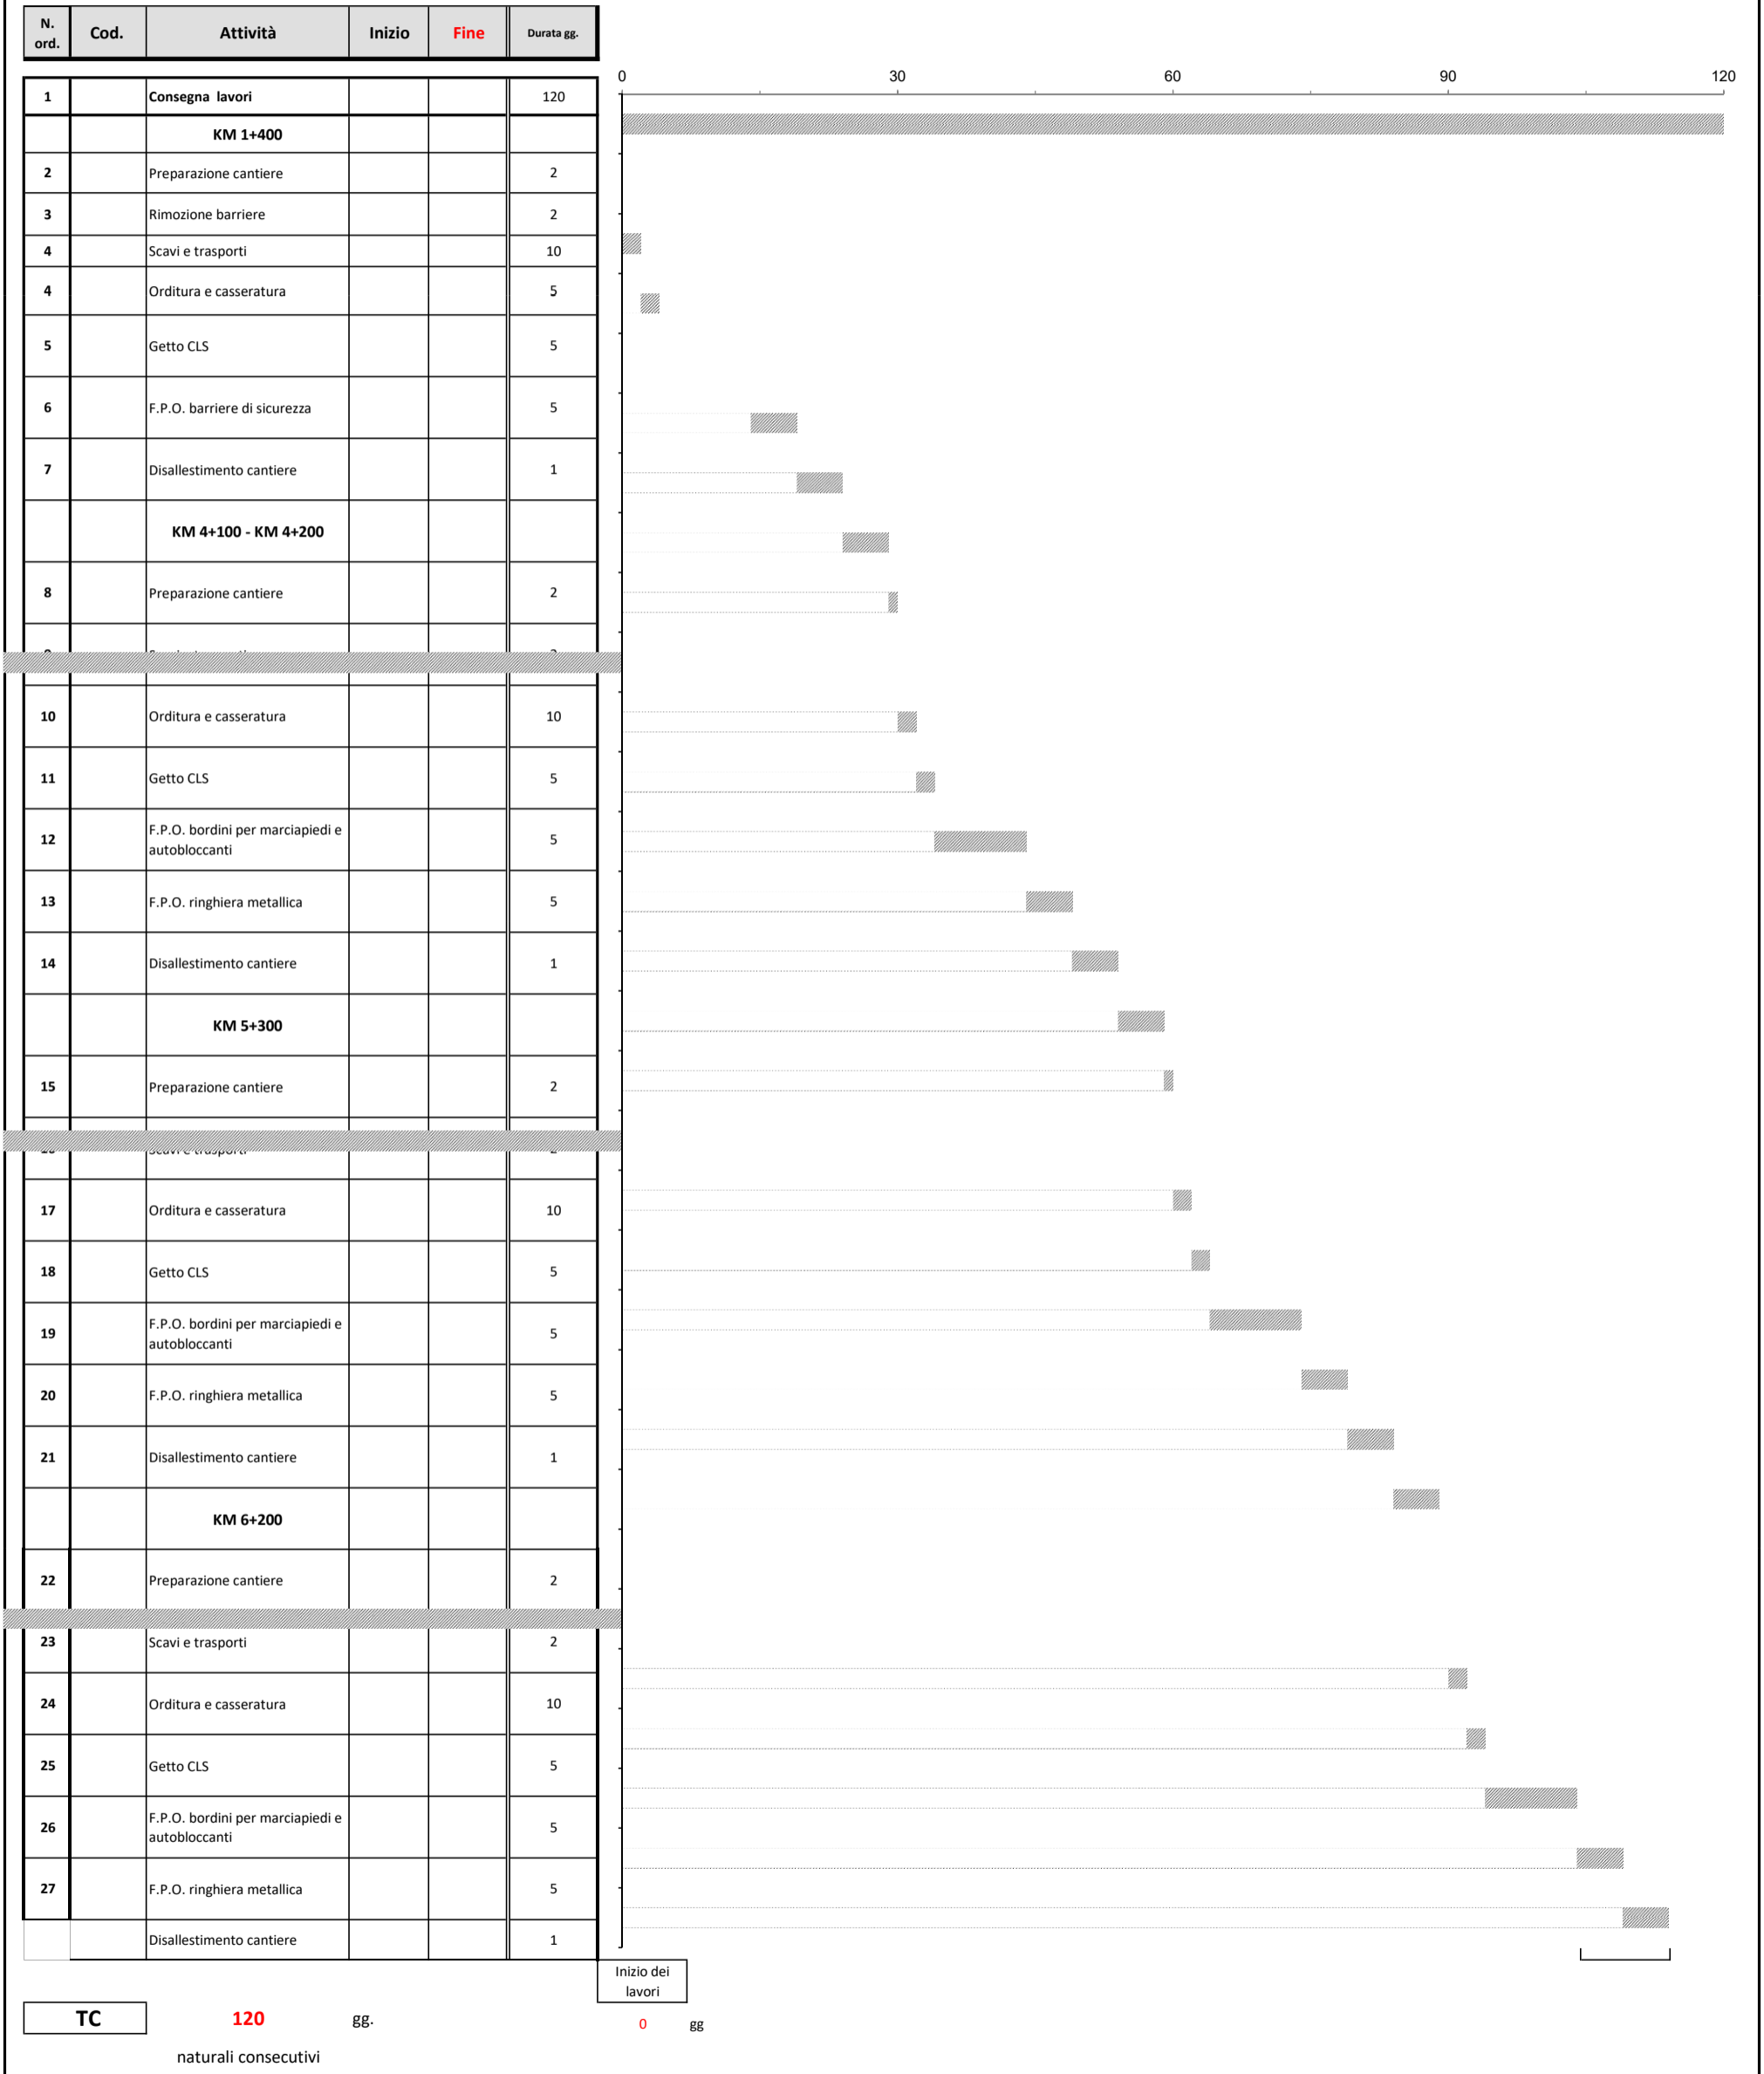 N. ord. Cod. Attività Inizio Fine Durata gg.
0 30 60 90 120
1 Consegna lavori 120
KM 1+400
2 Preparazione cantiere 2
3 Rimozione barriere 2
4 Scavi e trasporti 10
4 Orditura e casseratura 5
5 Getto CLS 5
6 F.P.O. barriere di sicurezza 5
7 Disallestimento cantiere 1
KM 4+100 - KM 4+200
8 Preparazione cantiere 2
10 Orditura e casseratura 10
11 Getto CLS 5
12 F.P.O. bordini per marciapiedi e autobloccanti 5
13 F.P.O. ringhiera metallica 5
14 Disallestimento cantiere 1
KM 5+300
15 Preparazione cantiere 2
Scavi e trasporti
17 Orditura e casseratura 10
18 Getto CLS 5
19 F.P.O. bordini per marciapiedi e autobloccanti 5
20 F.P.O. ringhiera metallica 5
21 Disallestimento cantiere 1
KM 6+200
22 Preparazione cantiere 2
23 Scavi e trasporti 2
24 Orditura e casseratura 10
25 Getto CLS 5
26 F.P.O. bordini per marciapiedi e autobloccanti 5
27 F.P.O. ringhiera metallica 5
Disallestimento cantiere 1
Inizio dei
lavori
TC 120 gg. 0 gg
naturali consecutivi